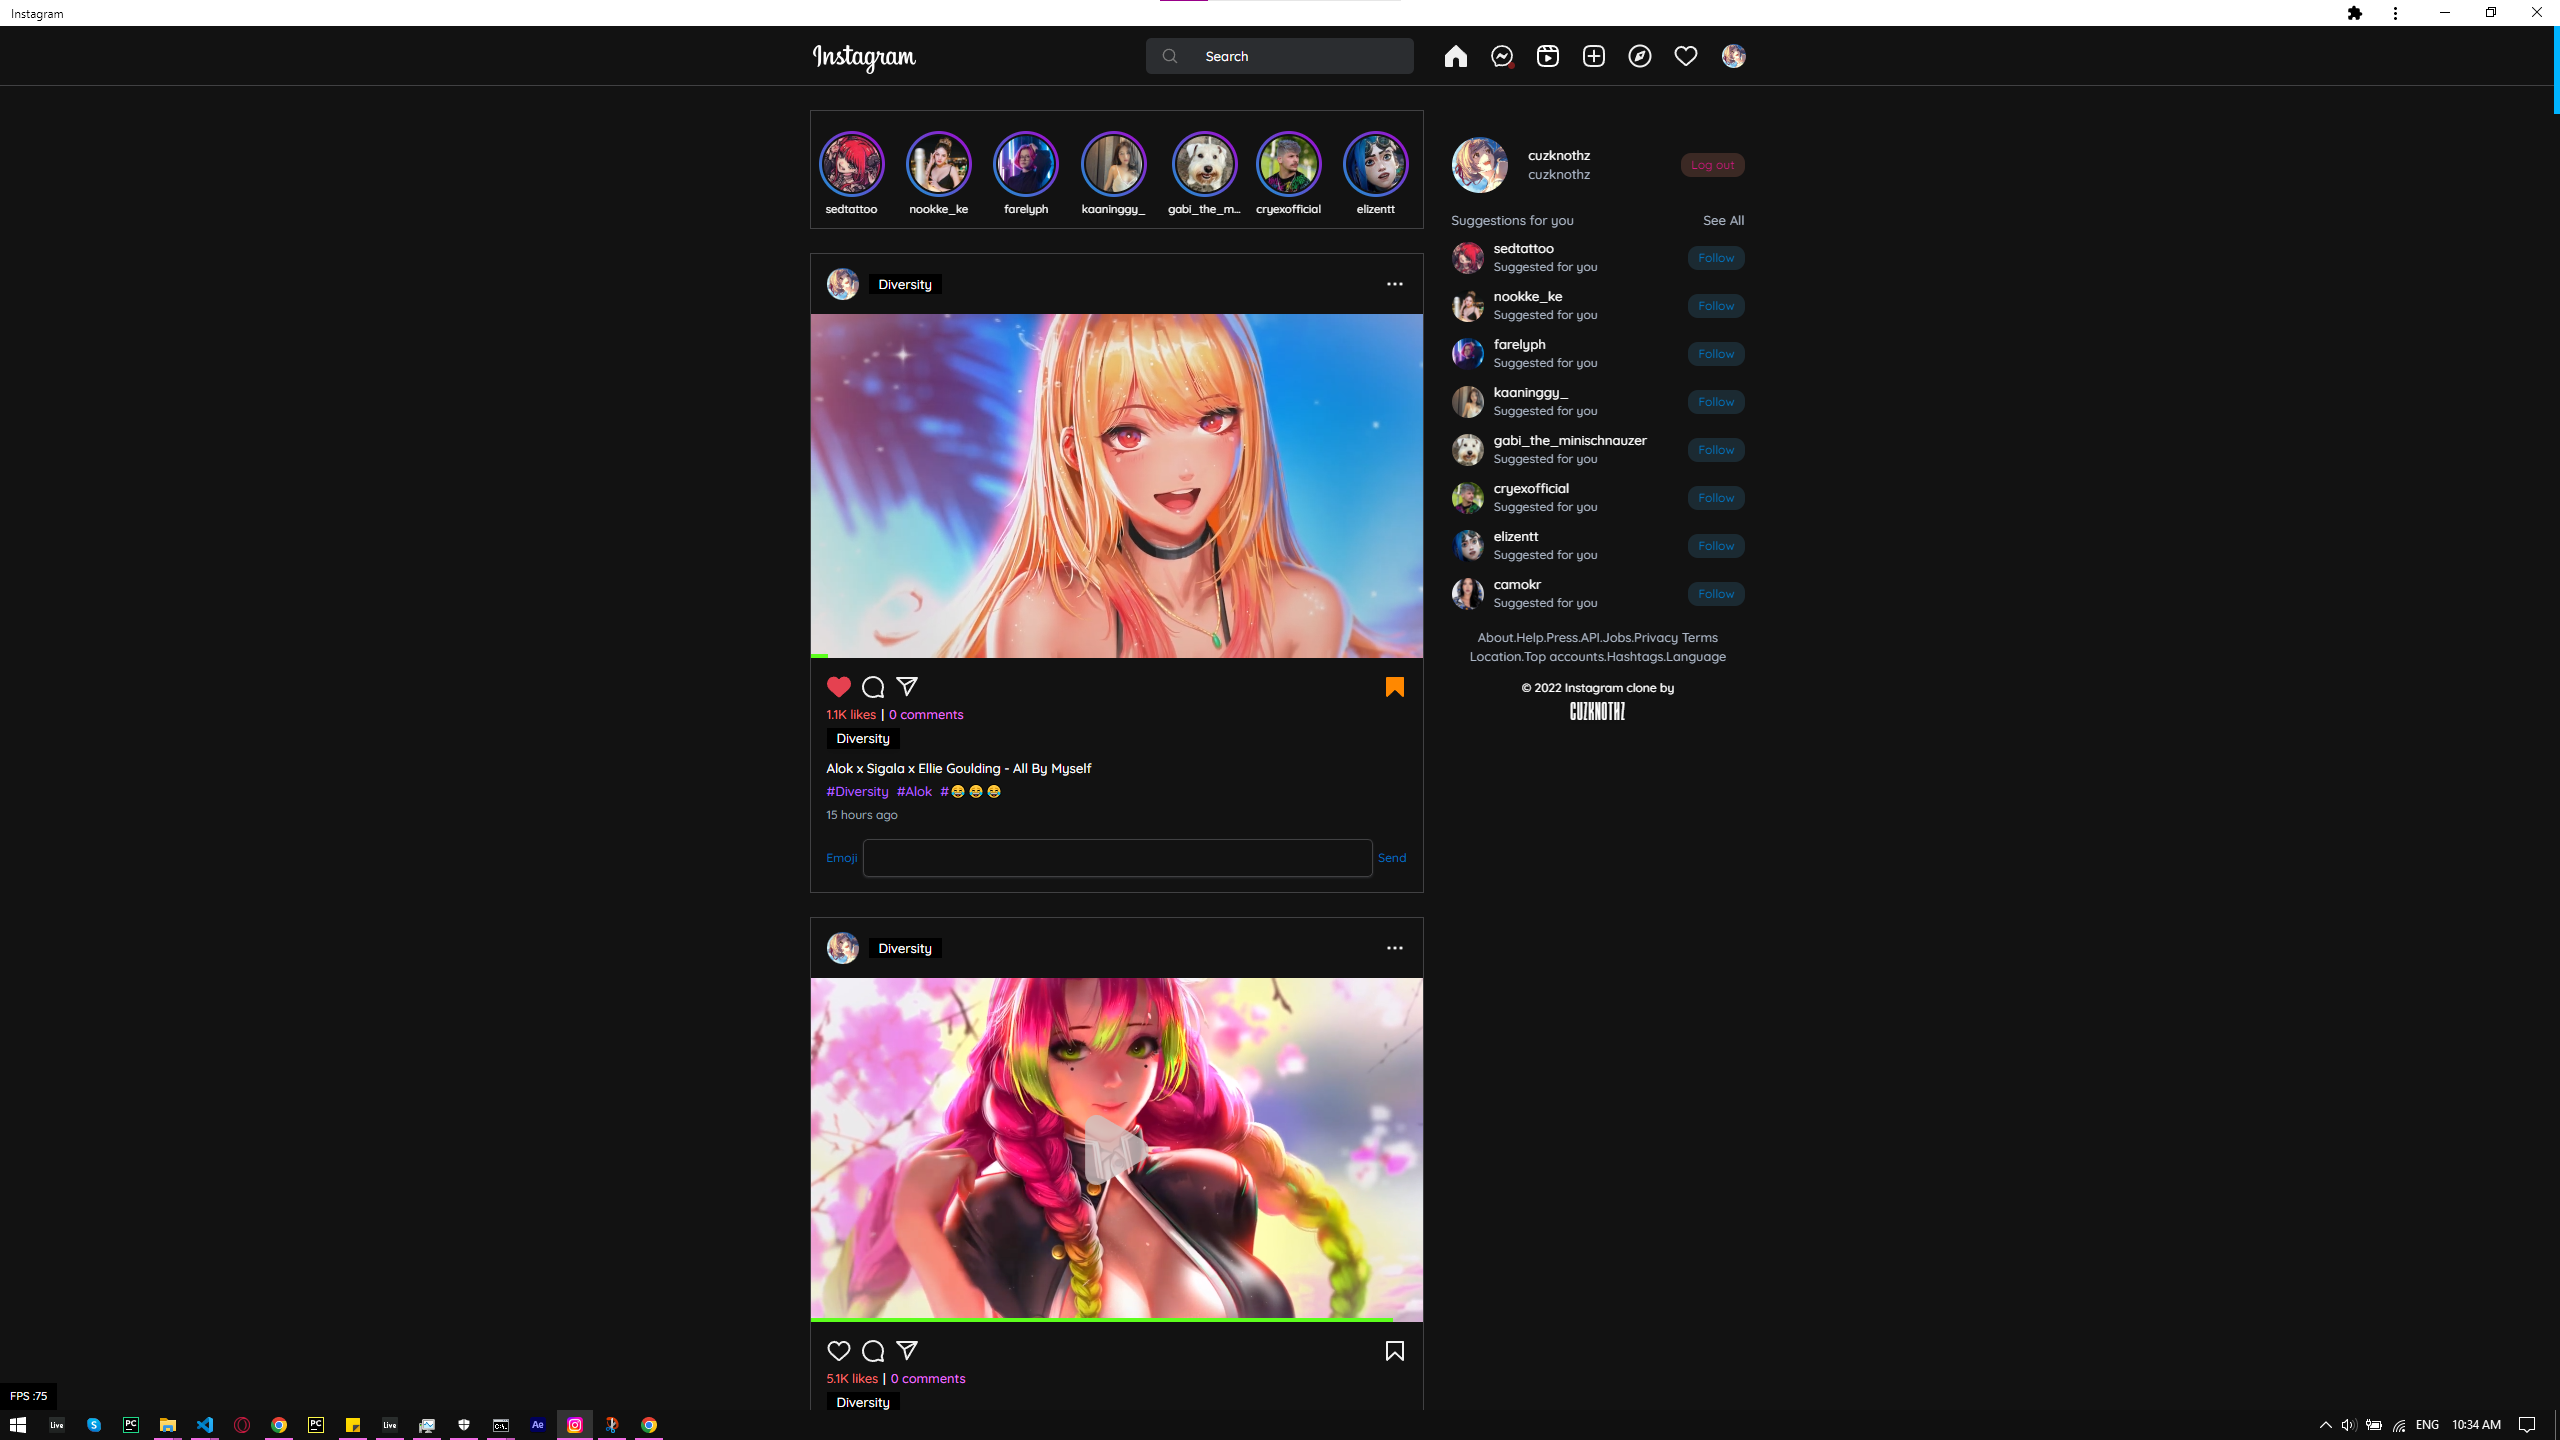 Instagram
Instagram
Search
sedtattoo
nookke_ke
farelyph
kaaninggy_
gabi_the_m...
cryexofficial
elizentt
cuzknothz
cuzknothz
Log out
Suggestions for you
See All
sedtattoo
Suggested for you
Follow
nookke_ke
Suggested for you
Follow
farelyph
Suggested for you
Follow
kaaninggy_
Suggested for you
Follow
gabi_the_minischnauzer
Suggested for you
Follow
cryexofficial
Suggested for you
Follow
elizentt
Suggested for you
Follow
camokr
Suggested for you
Follow
About.Help.Press.API.Jobs.Privacy Terms
Location.Top accounts.Hashtags.Language
© 2022 Instagram clone by
CUZKNOTHZ
Diversity
1.1K likes | 0 comments
Diversity
Alok x Sigala x Ellie Goulding - All By Myself
#Diversity #Alok #😂😂😂
15 hours ago
Emoji
Send
Diversity
5.1K likes | 0 comments
Diversity
FPS :75
Live
PC
PC
Live
Ae
ENG
10:34 AM